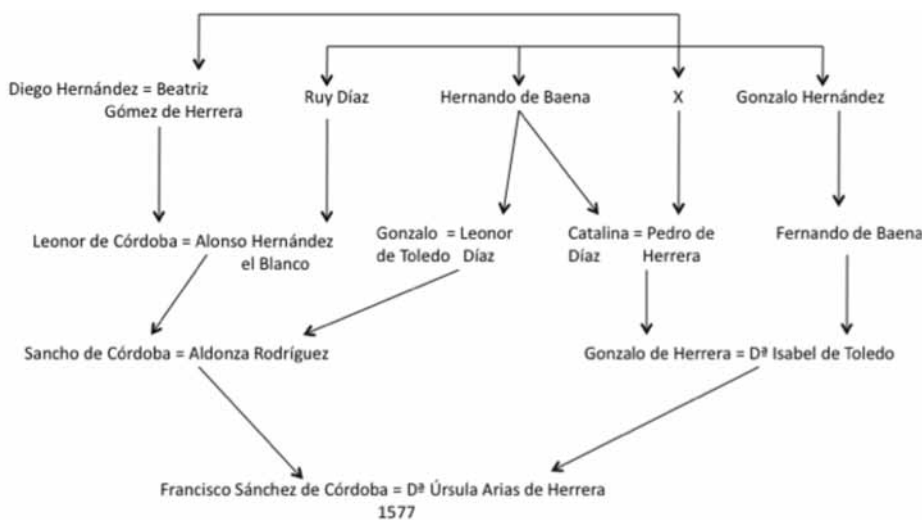 Diego Hernández = Beatriz
Gómez de Herrera
Ruy Díaz
Hernando de Baena
X
Gonzalo Hernández
Leonor de Córdoba = Alonso Hernández
el Blanco
Gonzalo = Leonor
de Toledo Díaz
Catalina = Pedro de
Díaz Herrera
Fernando de Baena
Sancho de Córdoba = Aldonza Rodríguez
Gonzalo de Herrera = Dª Isabel de Toledo
Francisco Sánchez de Córdoba = Dª Úrsula Arias de Herrera
1577